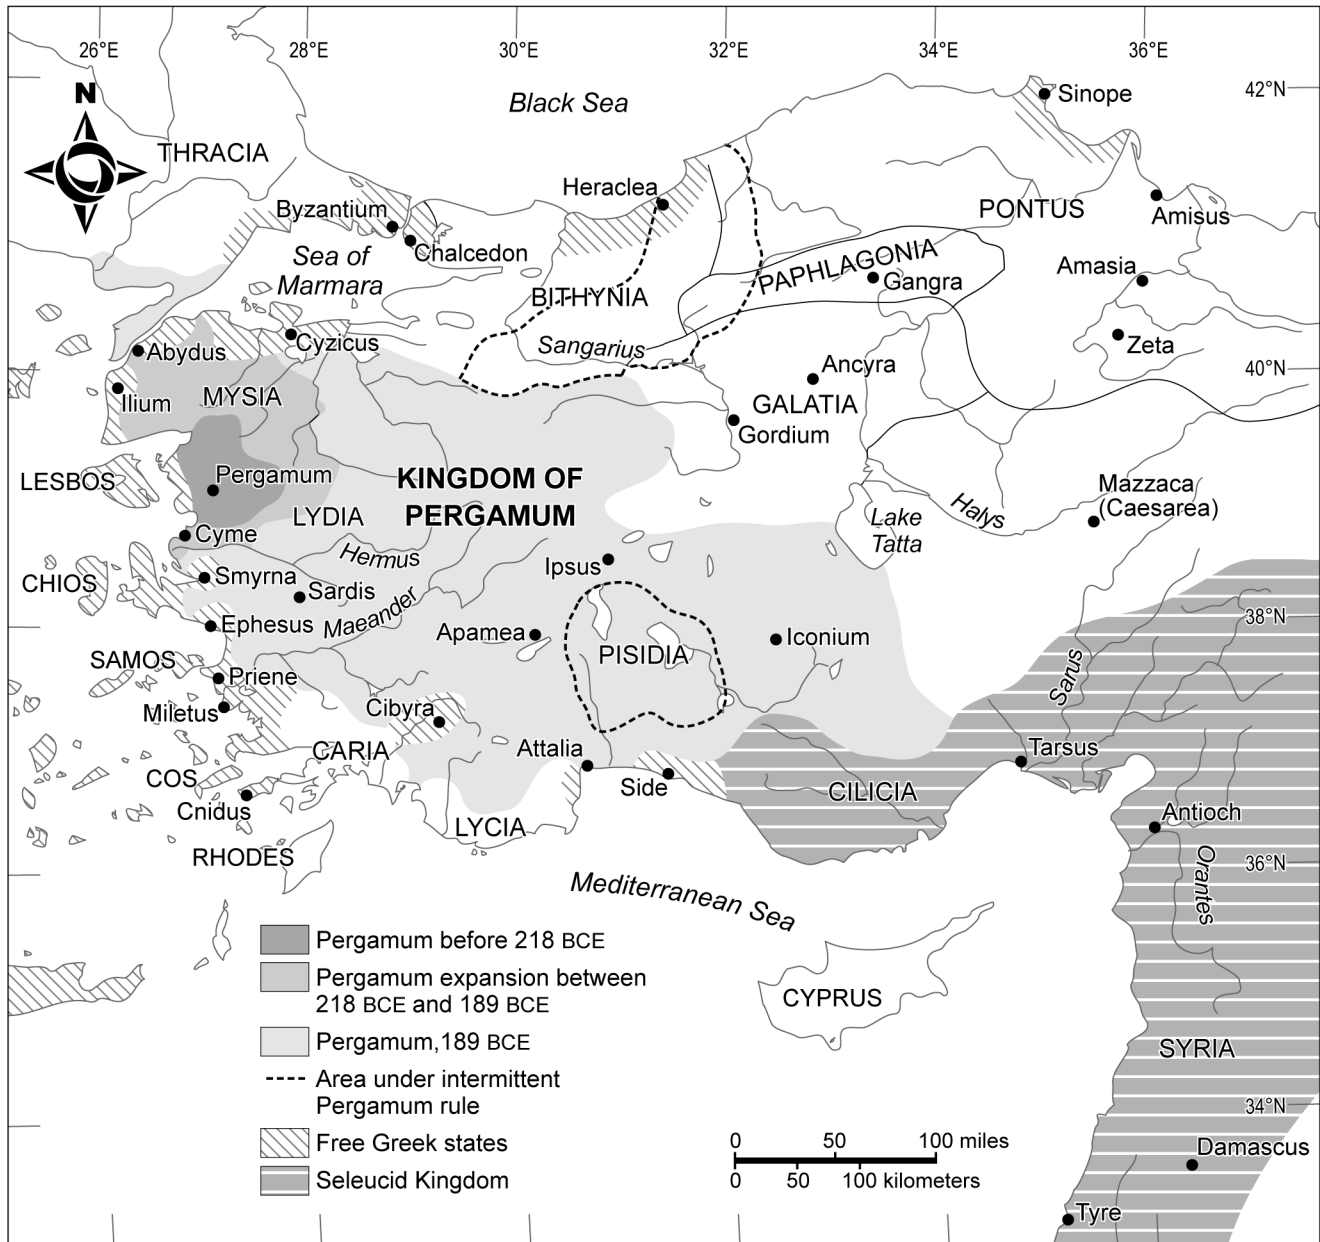 26°E 28°E 30°E 32°E 34°E 36°E
42°N
N
Black Sea
Sinope
THRACIA
Heraclea
Byzantium
PONTUS
Amisus
Chalcedon
Sea of
Marmara
PAPHLAGONIA
Gangra
Amasia
BITHYNIA
Abydus
Cyzicus
Sangarius
Zeta
40°N
Ancyra
Ilium
MYSIA
GALATIA
Gordium
LESBOS
Pergamum
KINGDOM OF
PERGAMUM
Mazzaca
(Caesarea)
Halys
Lake
Tatta
LYDIA
Cyme
Hermus
Ipsus
CHIOS
Smyrna
Sardis
Maeander
Ephesus
Apamea
Iconium
38°N
SAMOS
PISIDIA
Priene
Sarus
Miletus
Cibyra
CARIA
Attalia
Tarsus
COS
Side
CILICIA
Cnidus
LYCIA
Antioch
RHODES
36°N
Orantes
Mediterranean Sea
Pergamum before 218 BCE
Pergamum expansion between
218 BCE and 189 BCE
CYPRUS
Pergamum,189 BCE
SYRIA
Area under intermittent
Pergamum rule
34°N
Free Greek states
0 50 100 miles
0 50 100 kilometers
Damascus
Seleucid Kingdom
Tyre